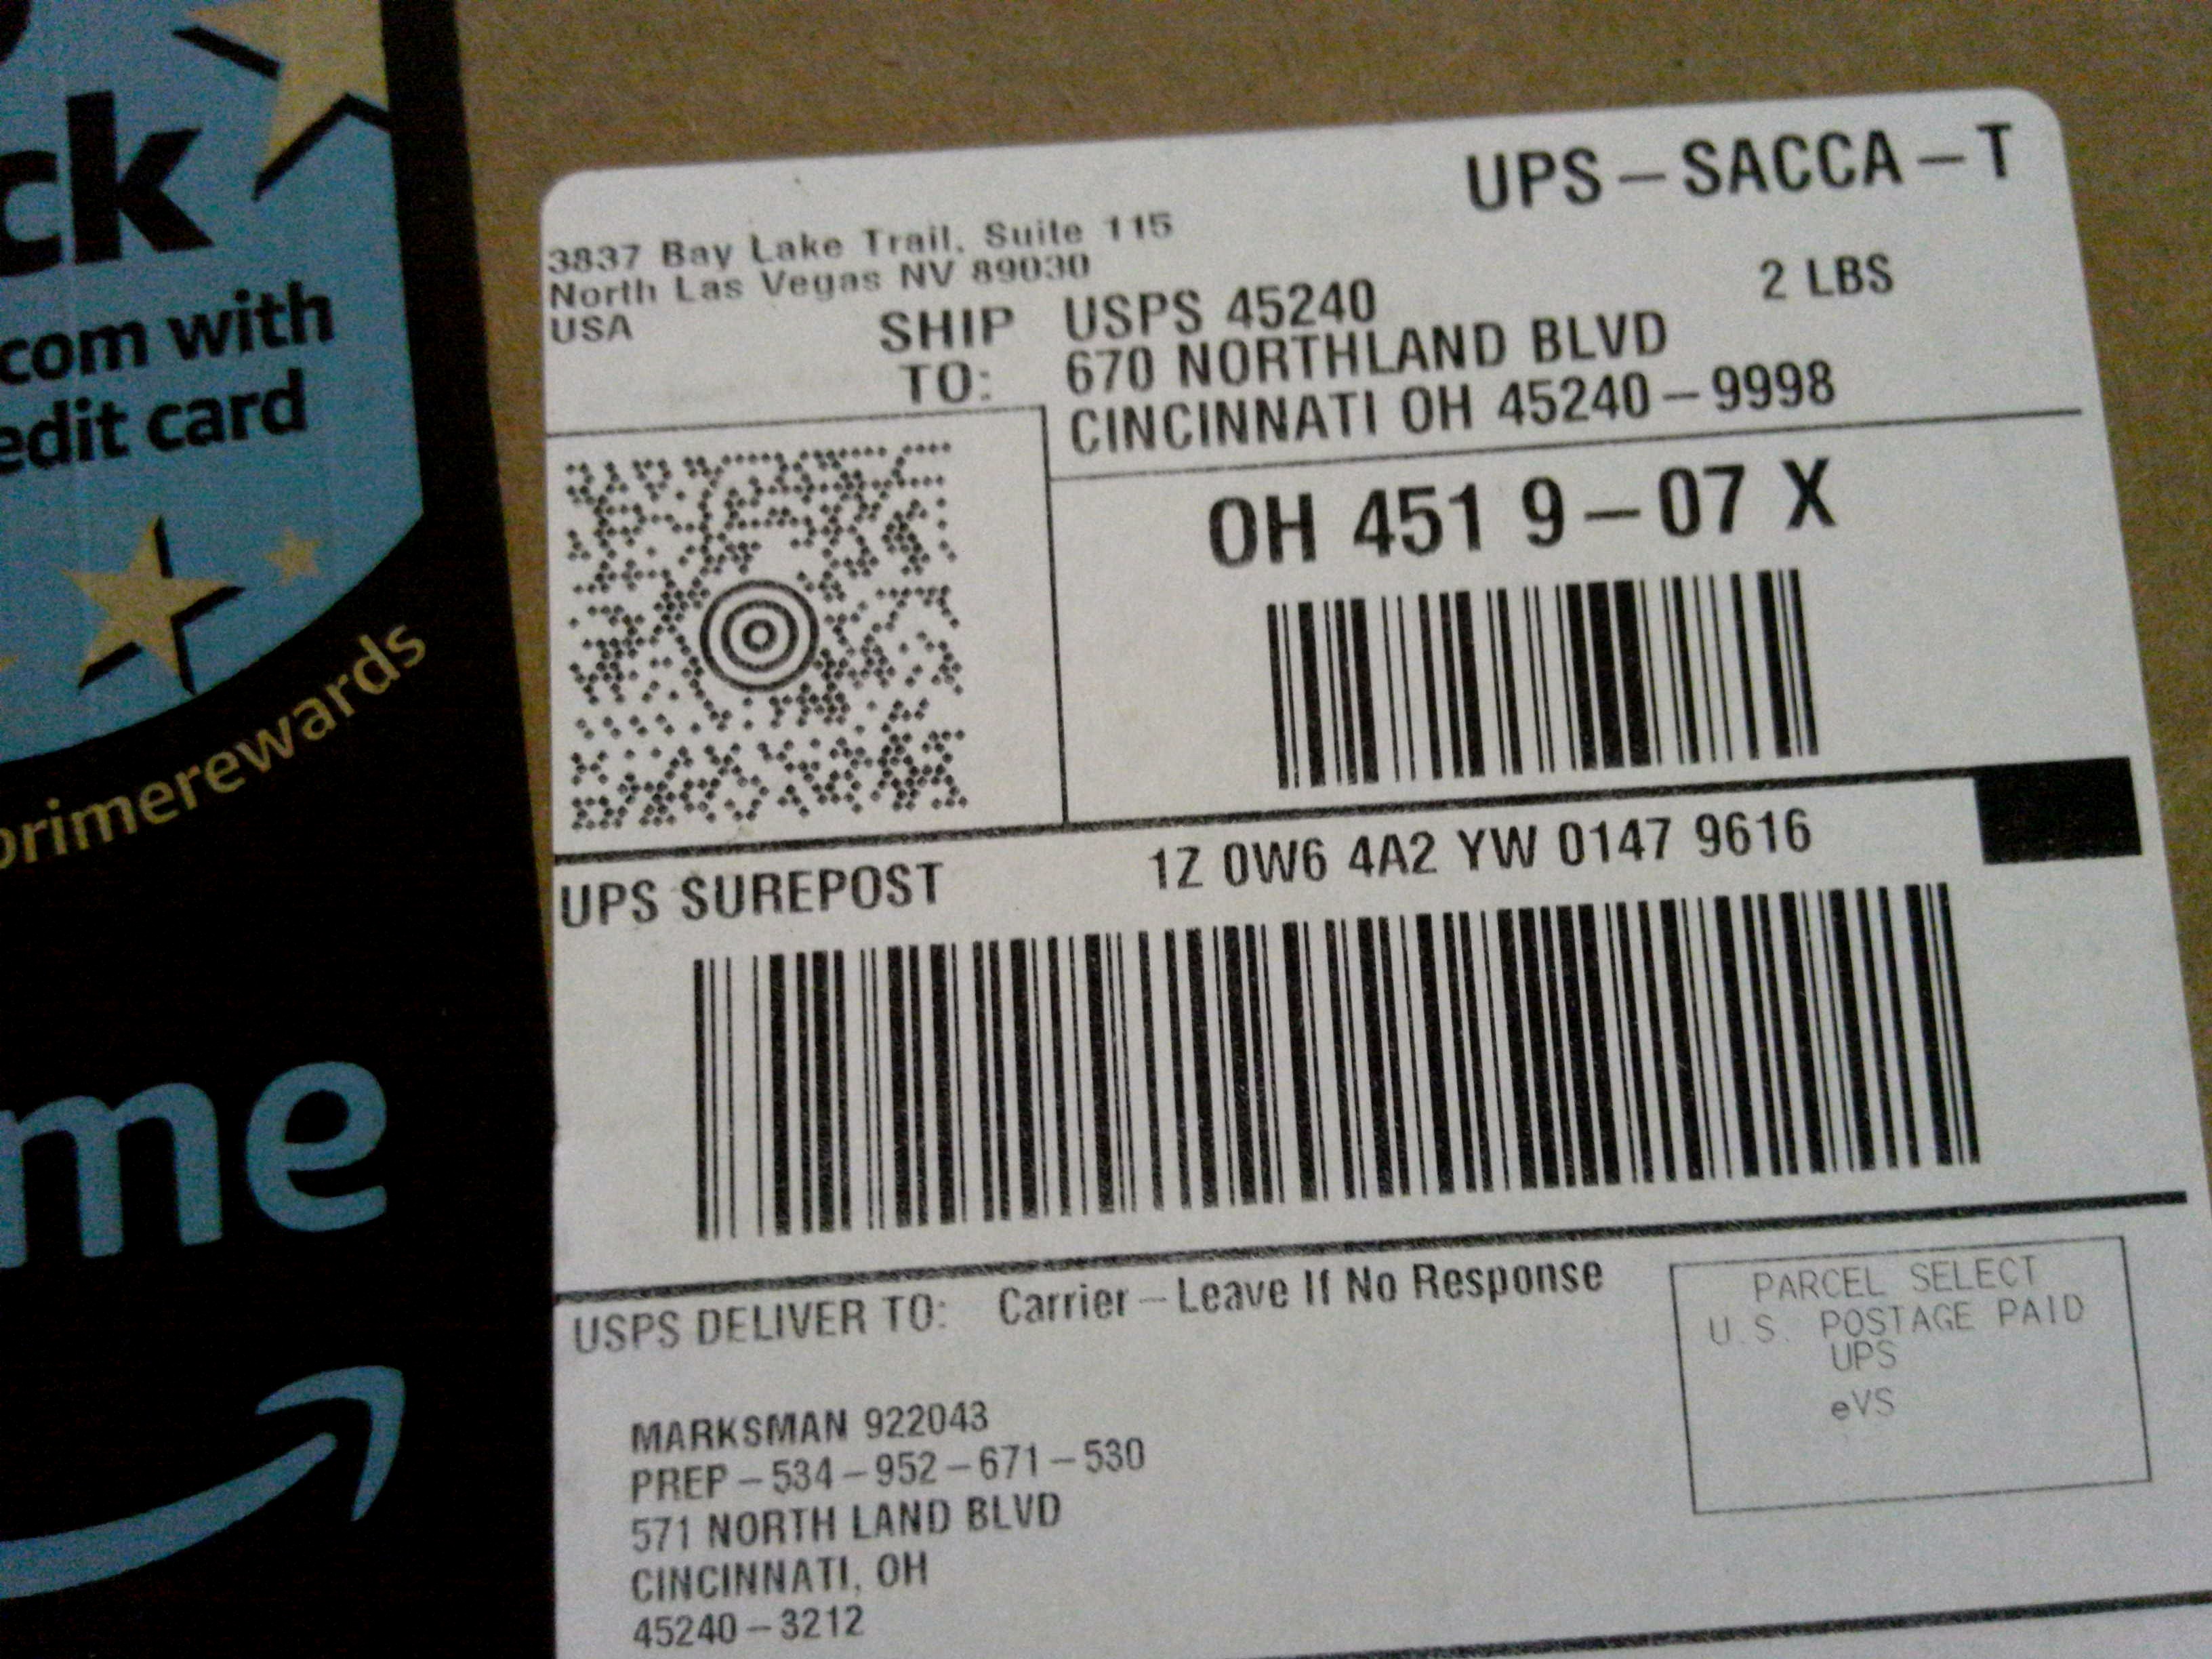 ck
com with
edit card
primerewards
me
UPS – SACCA – T
3837 Bay Lake Trail, Suite 115
North Las Vegas NV 89030
USA
2 LBS
SHIP TO:
USPS 45240
670 NORTHLAND BLVD
CINCINNATI OH 45240 – 9998
OH 451 9 – 07 X
UPS SUREPOST
1Z 0W6 4A2 YW 0147 9616
USPS DELIVER TO: Carrier – Leave If No Response
MARKSMAN 922043
PREP – 534 – 952 – 671 – 530
571 NORTH LAND BLVD
CINCINNATI, OH
45240 – 3212
PARCEL SELECT
U.S. POSTAGE PAID
UPS
eVS